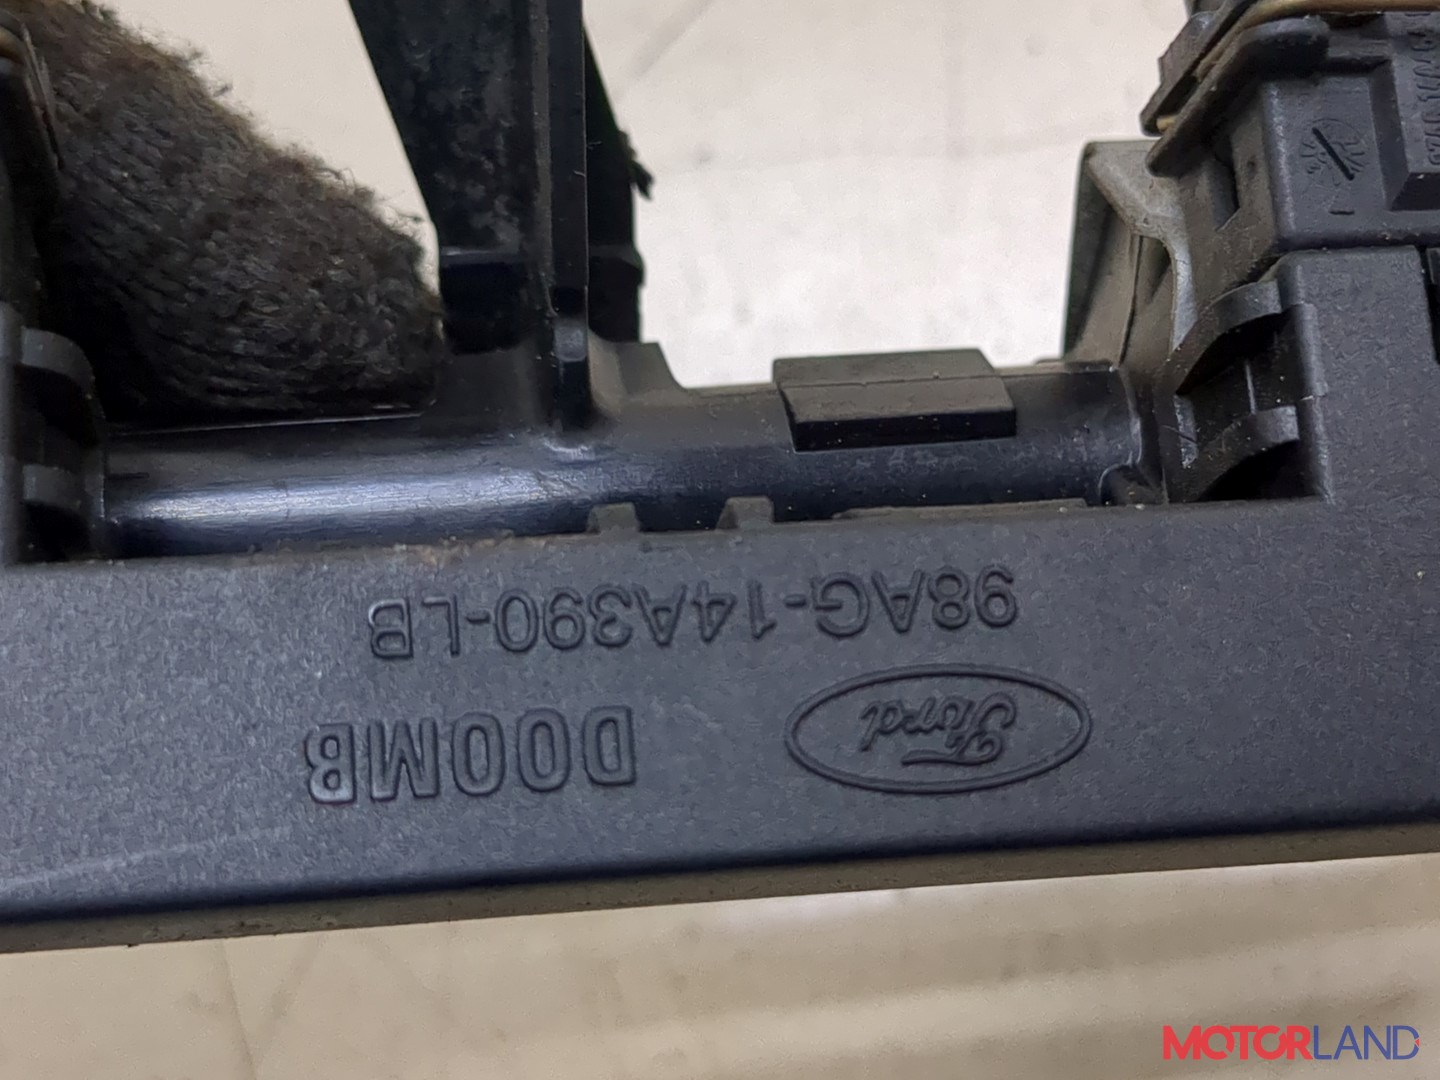 98AG-14A390-LB
Ford
D00MB
MOTORLAND